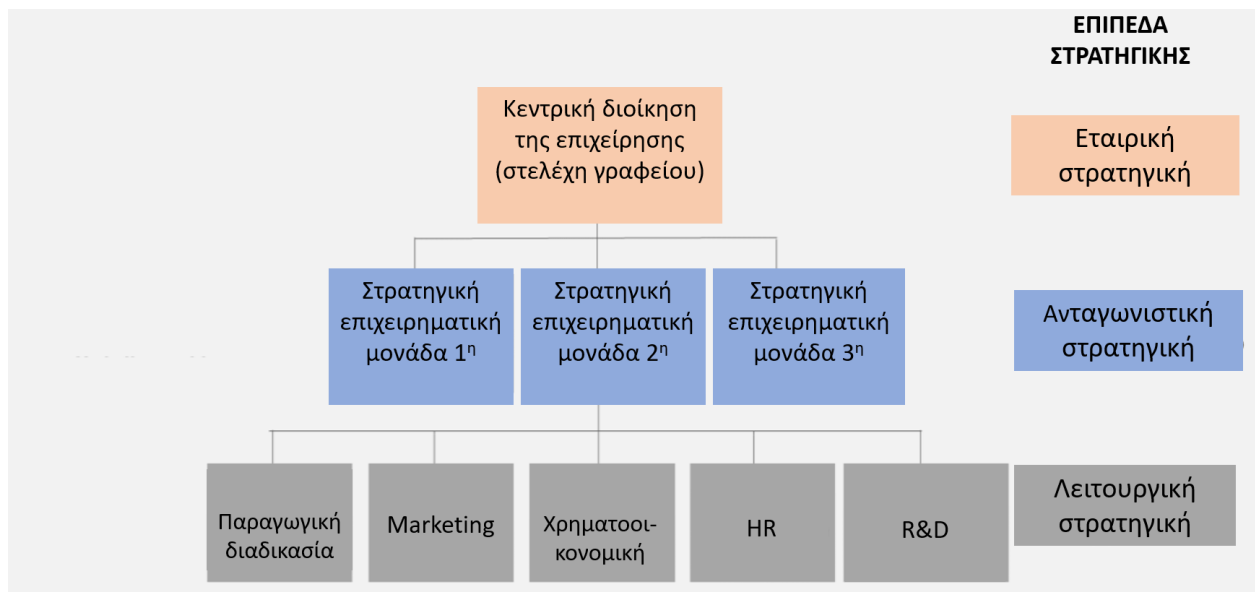 ΕΠΙΠΕΔΑ
ΣΤΡΑΤΗΓΙΚΗΣ
Κεντρική διοίκηση
της επιχείρησης
(στελέχη γραφείου)
Εταιρική
στρατηγική
Στρατηγική
επιχειρηματική
μονάδα 1η
Στρατηγική
επιχειρηματική
μονάδα 2η
Στρατηγική
επιχειρηματική
μονάδα 3η
Ανταγωνιστική
στρατηγική
Παραγωγική
διαδικασία
Marketing
Χρηματοοι-
κονομική
HR
R&D
Λειτουργική
στρατηγική